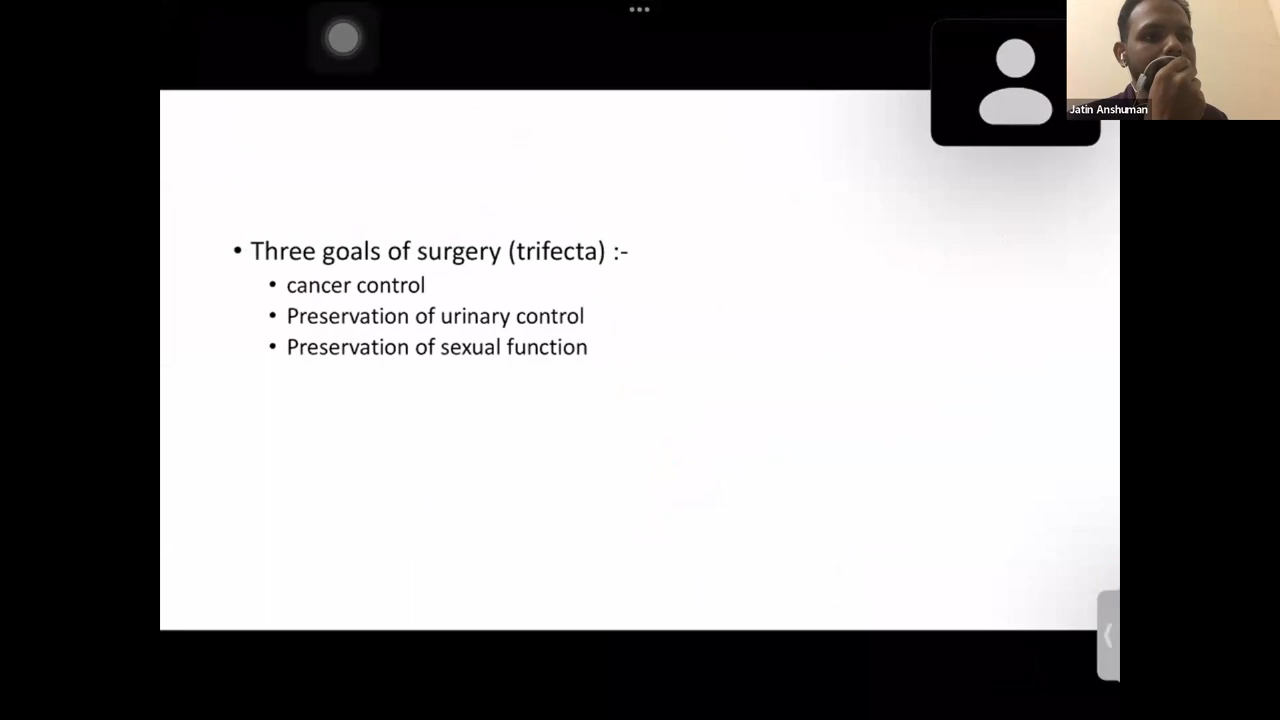 Jatin Anshuman
• Three goals of surgery (trifecta) :-
• cancer control
• Preservation of urinary control
• Preservation of sexual function